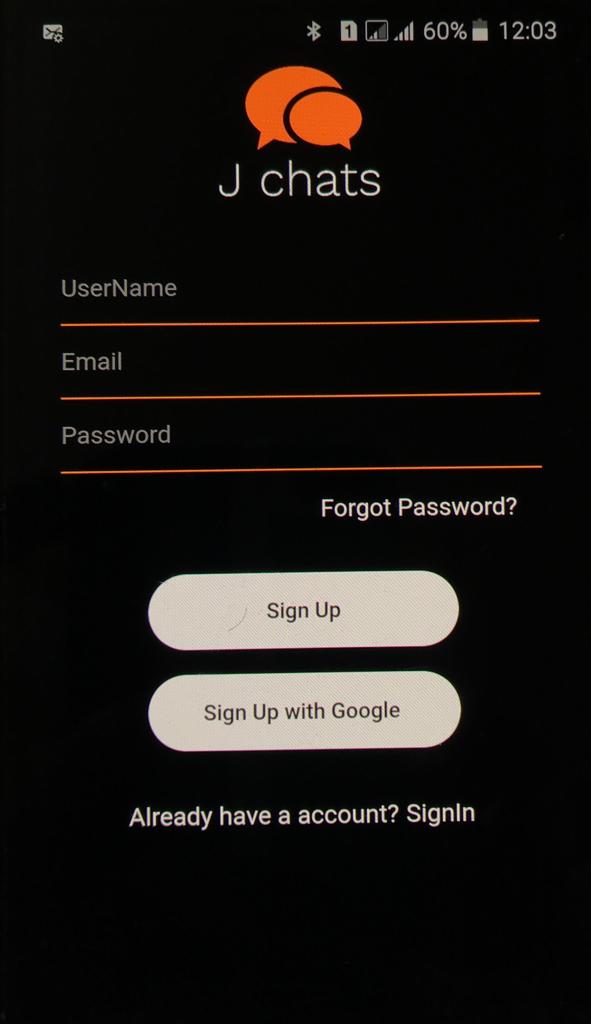 1 60% 12:03
J chats
UserName
Email
Password
Forgot Password?
Sign Up
Sign Up with Google
Already have a account? SignIn